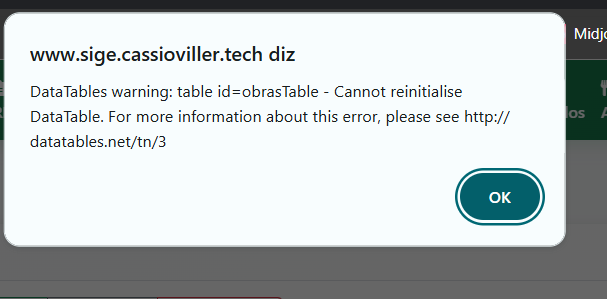 Midjo
www.sige.cassioviller.tech diz
DataTables warning: table id=obrasTable - Cannot reinitialise
DataTable. For more information about this error, please see http://
datatables.net/tn/3
dos
OK